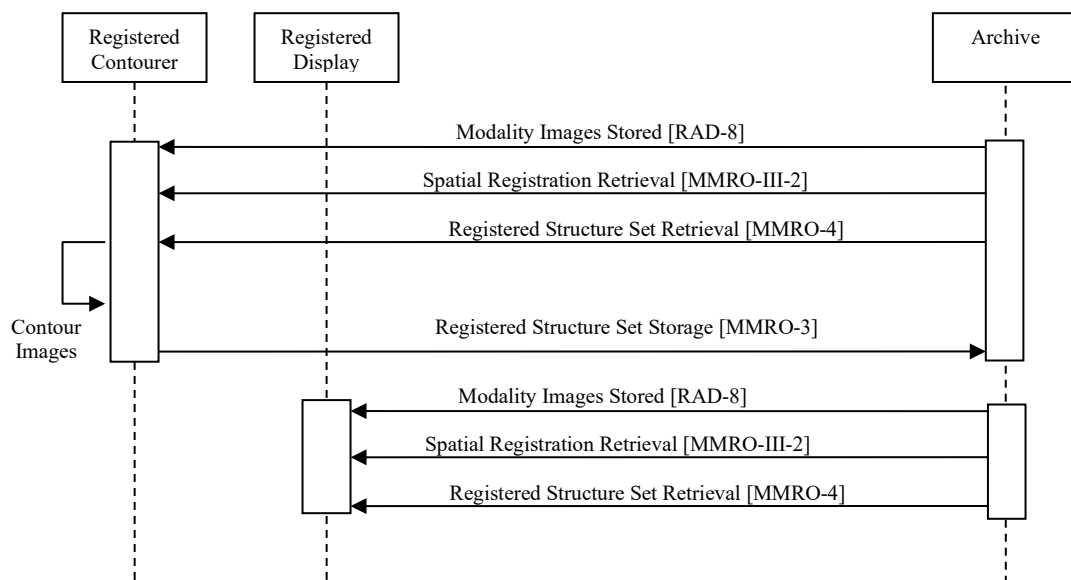 Registered
Contourer
Registered
Display
Archive
Modality Images Stored [RAD-8]
Spatial Registration Retrieval [MMRO-III-2]
Registered Structure Set Retrieval [MMRO-4]
Contour
Images
Registered Structure Set Storage [MMRO-3]
Modality Images Stored [RAD-8]
Spatial Registration Retrieval [MMRO-III-2]
Registered Structure Set Retrieval [MMRO-4]